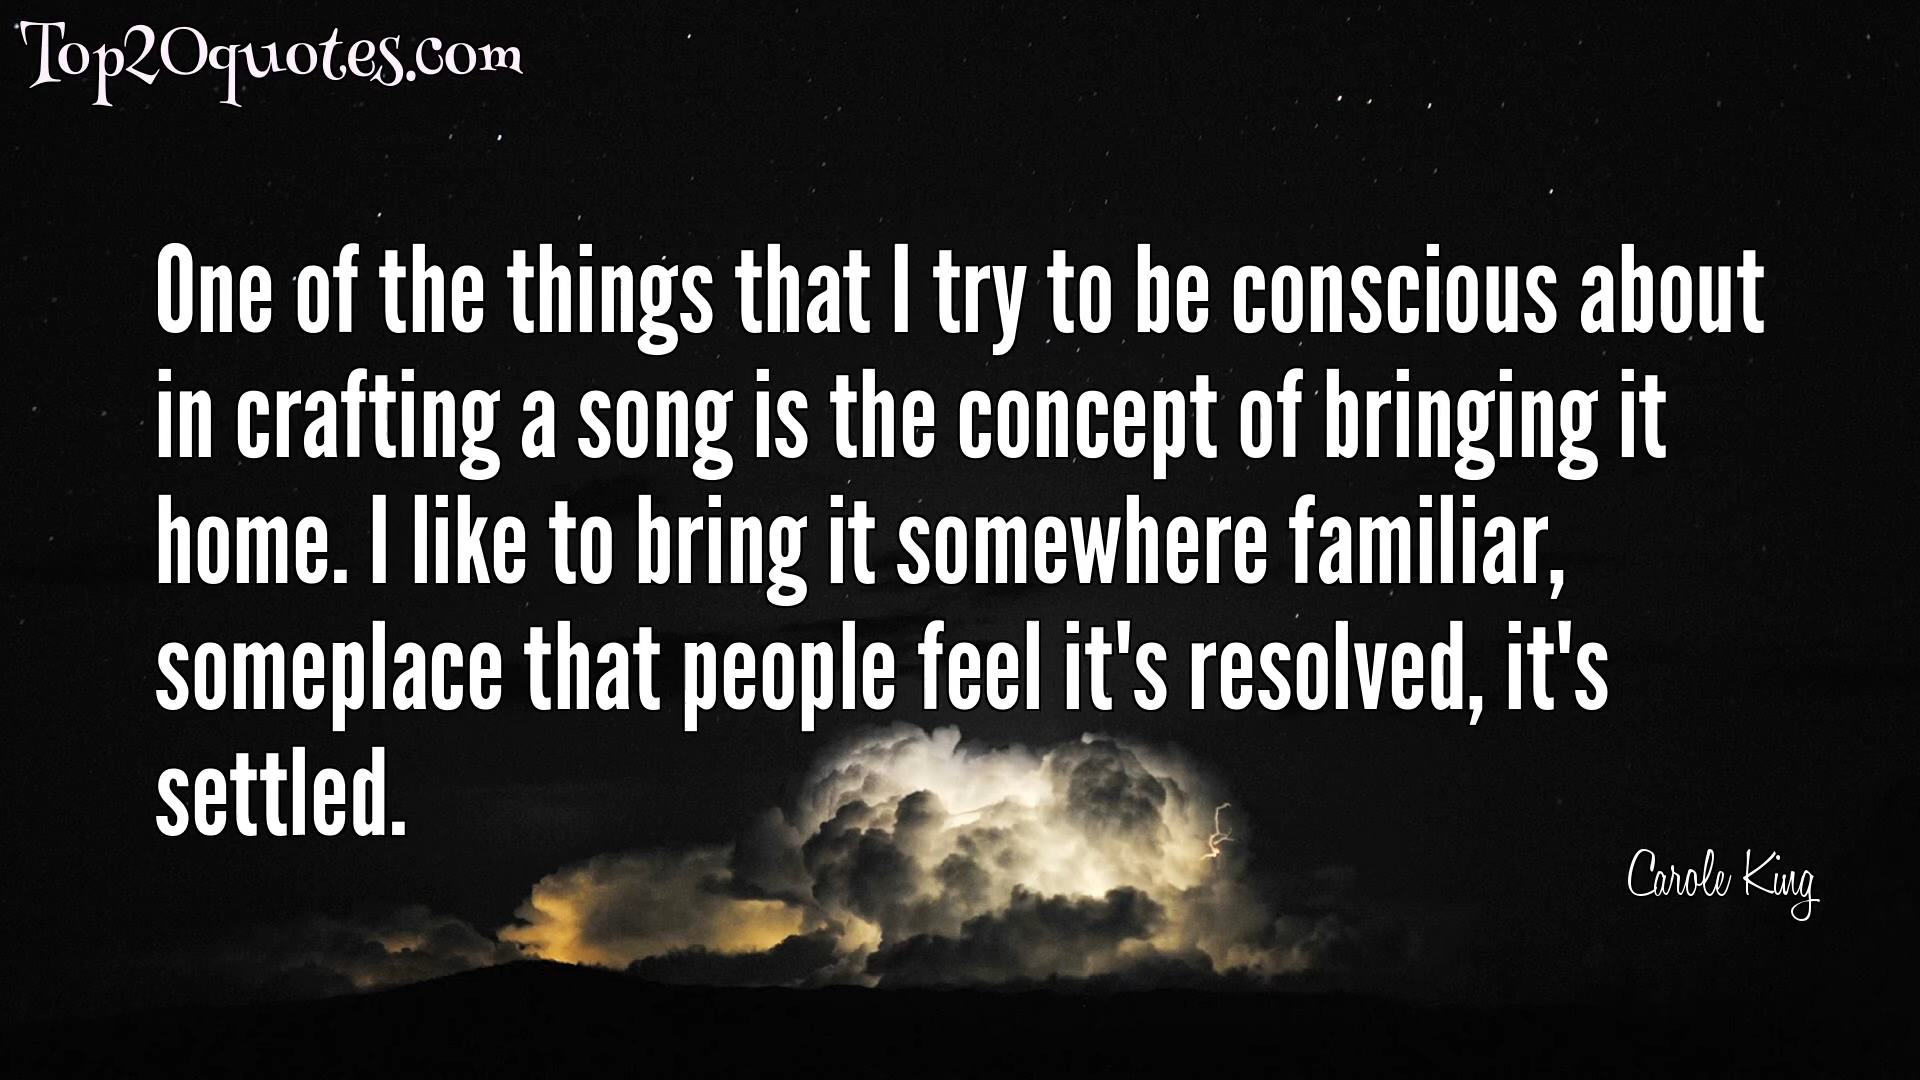 Top20quotes.com
One of the things that I try to be conscious about
in crafting a song is the concept of bringing it
home. I like to bring it somewhere familiar,
someplace that people feel it's resolved, it's
settled.
Carole King